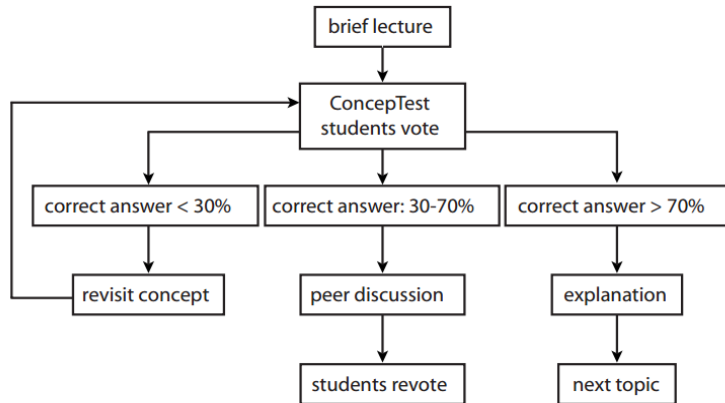 brief lecture
ConcepTest
students vote
correct answer < 30%
correct answer: 30-70%
correct answer > 70%
revisit concept
peer discussion
explanation
students revote
next topic